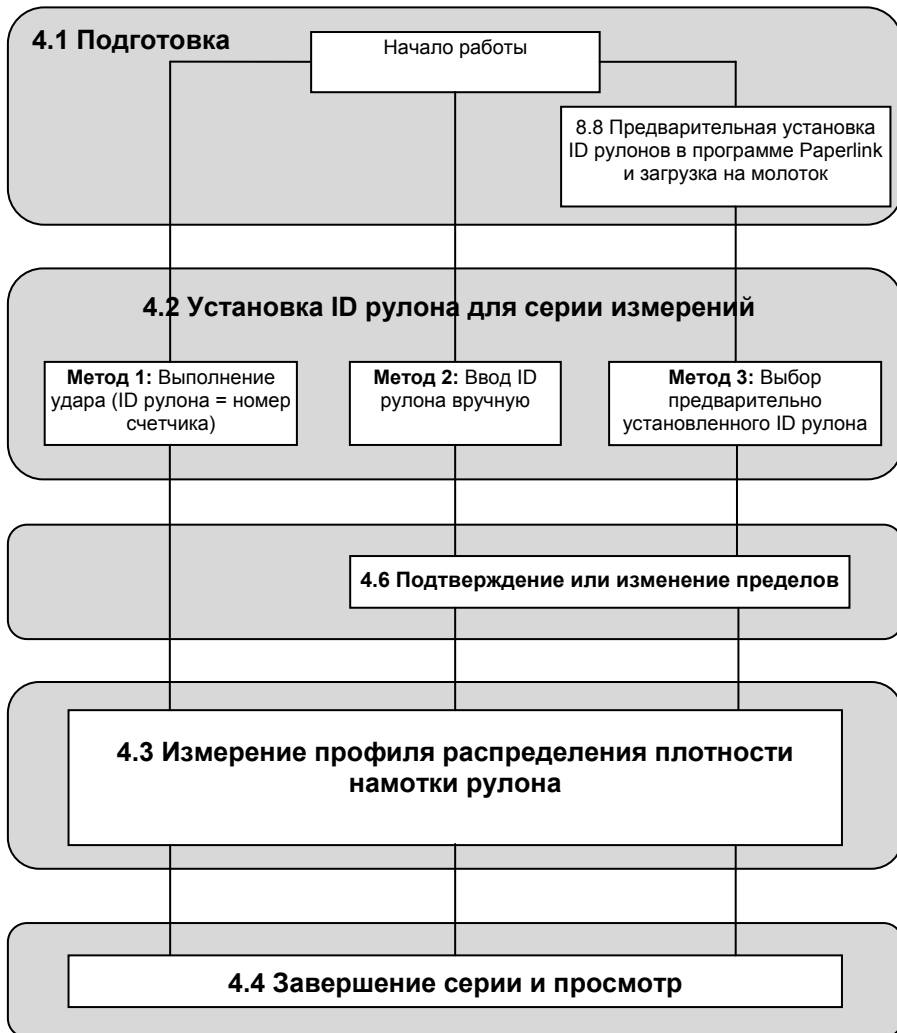 4.1 Подготовка
Начало работы
8.8 Предварительная установка
ID рулонов в программе Paperlink
и загрузка на молоток
4.2 Установка ID рулона для серии измерений
Метод 1: Выполнение
удара (ID рулона = номер
счетчика)
Метод 2: Ввод ID
рулона вручную
Метод 3: Выбор
предварительно
установленного ID рулона
4.6 Подтверждение или изменение пределов
4.3 Измерение профиля распределения плотности
намотки рулона
4.4 Завершение серии и просмотр